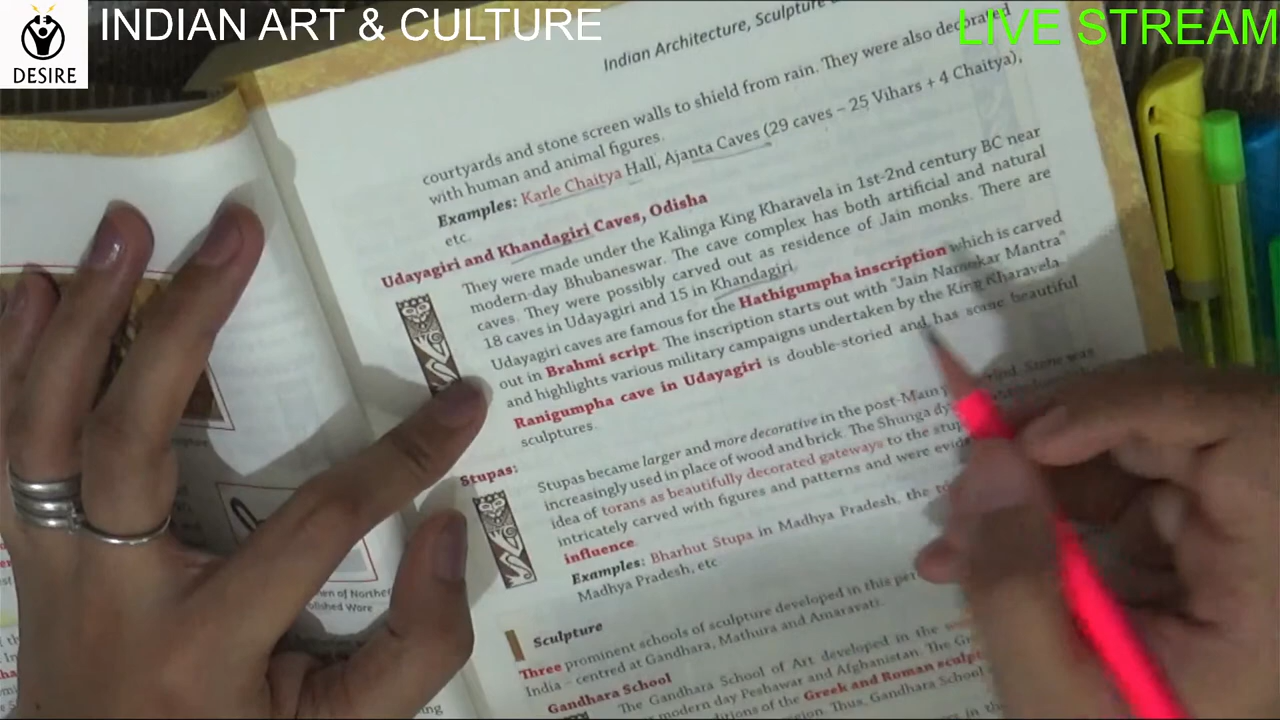 INDIAN ART & CULTURE
LIVE STREAM
DESIRE
Indian Architecture, Sculpture
courtyards and stone screen walls to shield from rain. They were also decorated
with human and animal figures.
Examples: Karle Chaitya Hall, Ajanta Caves (29 caves – 25 Vihars + 4 Chaitya),
etc.
Udayagiri and Khandagiri Caves, Odisha
They were made under the Kalinga King Kharavela in 1st-2nd century BC near
modern-day Bhubaneswar. The cave complex has both artificial and natural
caves. They were possibly carved out as residence of Jain monks. There are
18 caves in Udayagiri and 15 in Khandagiri.
Udayagiri caves are famous for the Hathigumpha inscription which is carved
out in Brahmi script. The inscription starts out with "Jain Namokar Mantra"
and highlights various military campaigns undertaken by the King Kharavela.
Ranigumpha cave in Udayagiri is double-storied and has some beautiful
sculptures.
Stupas:
Stupas became larger and more decorative in the post-Maury Stone was
increasingly used in place of wood and brick. The Shunga dy
idea of torans as beautifully decorated gateways to the stup
intricately carved with figures and patterns and were evid
influence.
Examples: Bharhut Stupa in Madhya Pradesh, the
Madhya Pradesh, etc
Sculpture
Three prominent schools of sculpture developed in this per
India – centred at Gandhara, Mathura and Amaravati.
Gandhara School
The Gandhara School of Art developed in the
modern day Peshawar and Afghanistan. The
Greek and Roman sculpt
Thus, Gandhara School